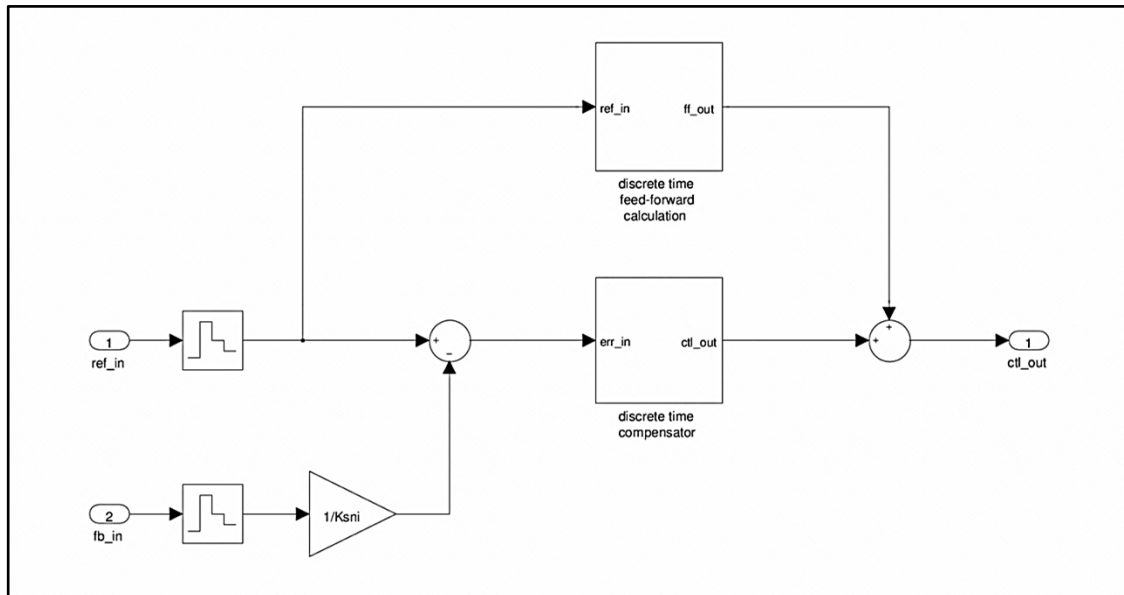 ref_in
ff_out
discrete time
feed-forward
calculation
1
ref_in
+
−
err_in
ctl_out
discrete time
compensator
+
+
1
ctl_out
2
fb_in
1/Ksni